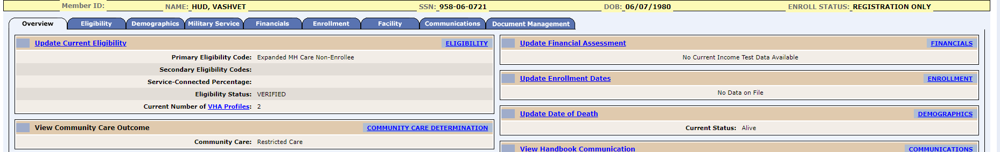 Member ID: NAME: HUD, VASHVET SSN: 958-06-0721 DOB: 06/07/1980 ENROLL STATUS: REGISTRATION ONLY
Overview Eligibility Demographics Military Service Financials Enrollment Facility Communications Document Management
Update Current Eligibility ELIGIBILITY
Primary Eligibility Code: Expanded MH Care Non-Enrollee
Secondary Eligibility Codes:
Service-Connected Percentage:
Eligibility Status: VERIFIED
Current Number of VHA Profiles: 2
View Community Care Outcome COMMUNITY CARE DETERMINATION
Community Care: Restricted Care
Update Financial Assessment FINANCIALS
No Current Income Test Data Available
Update Enrollment Dates ENROLLMENT
No Data on File
Update Date of Death DEMOGRAPHICS
Current Status: Alive
View Handbook Communication COMMUNICATIONS